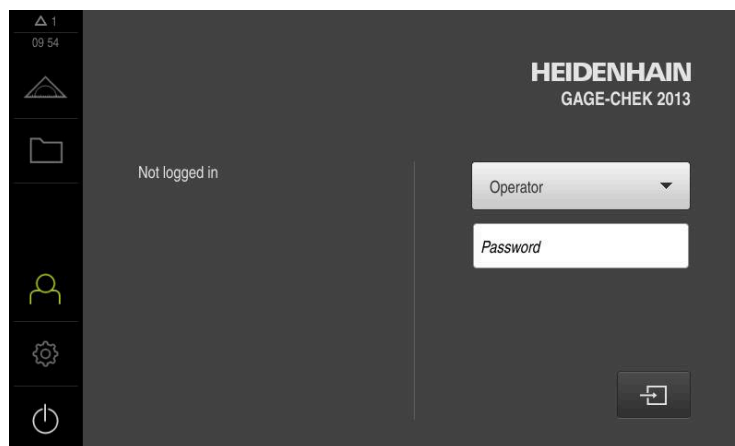 1
09 54
HEIDENHAIN
GAGE-CHEK 2013
Not logged in
Operator
Password